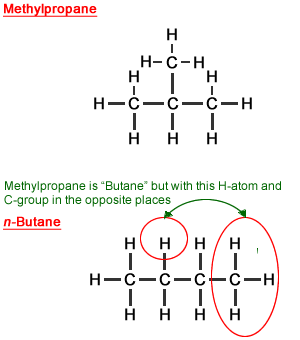 Methylpropane
H
H–C–H
H H
H–C–C–C–H
H H H
Methylpropane is "Butane" but with this H-atom and
C-group in the opposite places
n-Butane
H H H H
H–C–C–C–C–H
H H H H